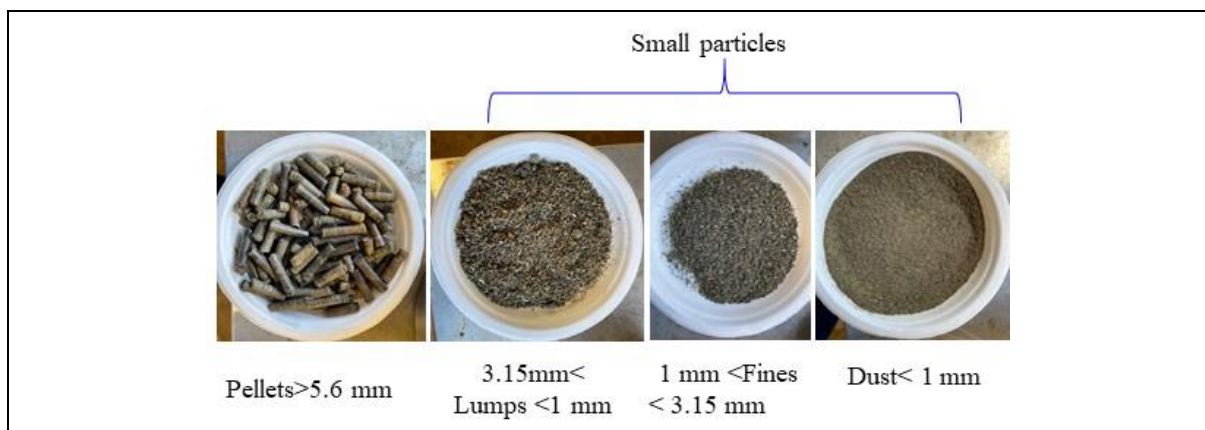 Small particles
Pellets>5.6 mm
3.15mm<
Lumps <1 mm
1 mm <Fines
< 3.15 mm
Dust< 1 mm